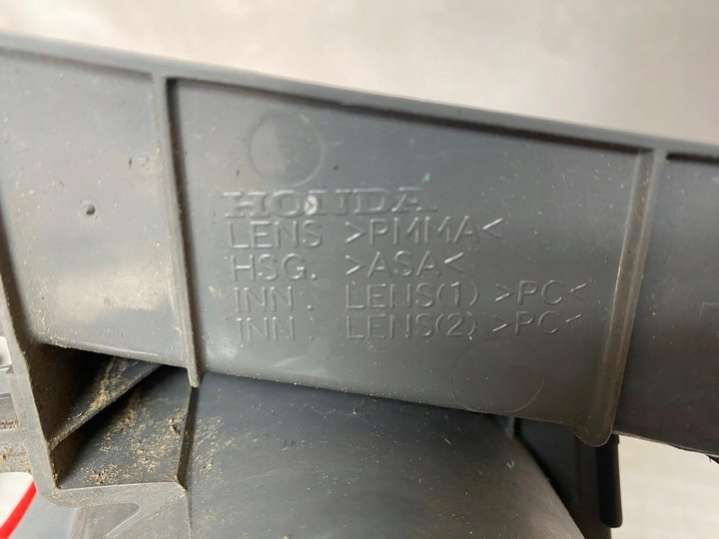 HONDA
LENS >PMMA<
HSG. >ASA<
INN. LENS(1) >PC<
INN. LENS(2) >PC<